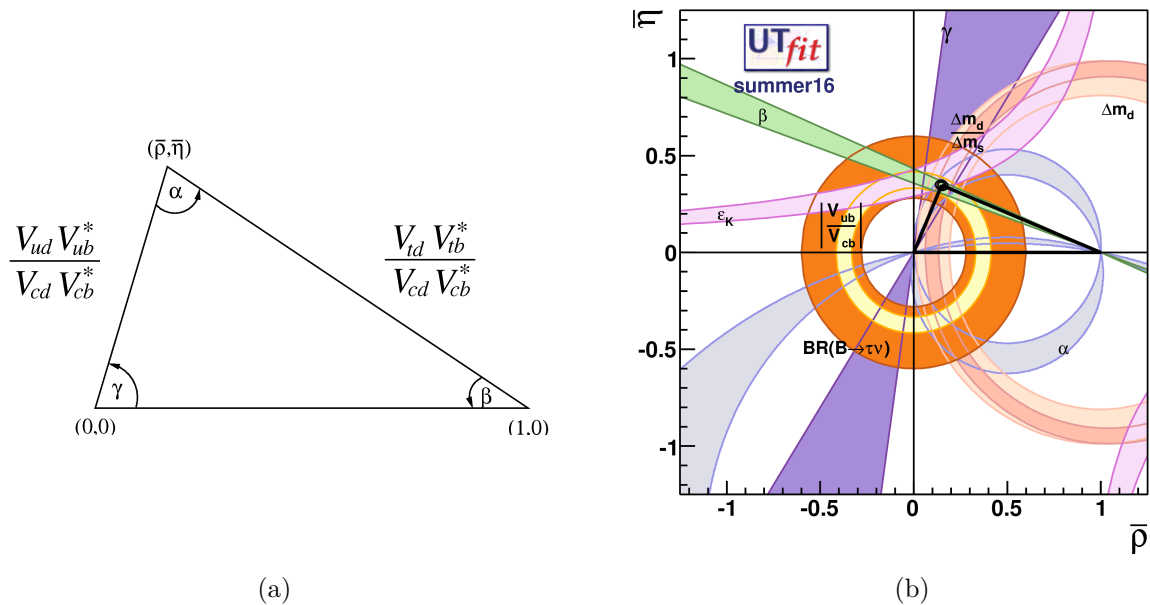 (ρ̅,η̅)
α
V_ud V_ub^*
V_cd V_cb^*
V_td V_tb^*
V_cd V_cb^*
γ
β
(0,0)
(1,0)
(a)
η̅
UTfit
summer16
γ
β
Δm_d
Δm_s
Δm_d
ε_K
|V_ub|
|V_cb|
BR(B→τν)
α
1
0.5
0
-0.5
-1
-1
-0.5
0
0.5
1
ρ̅
(b)